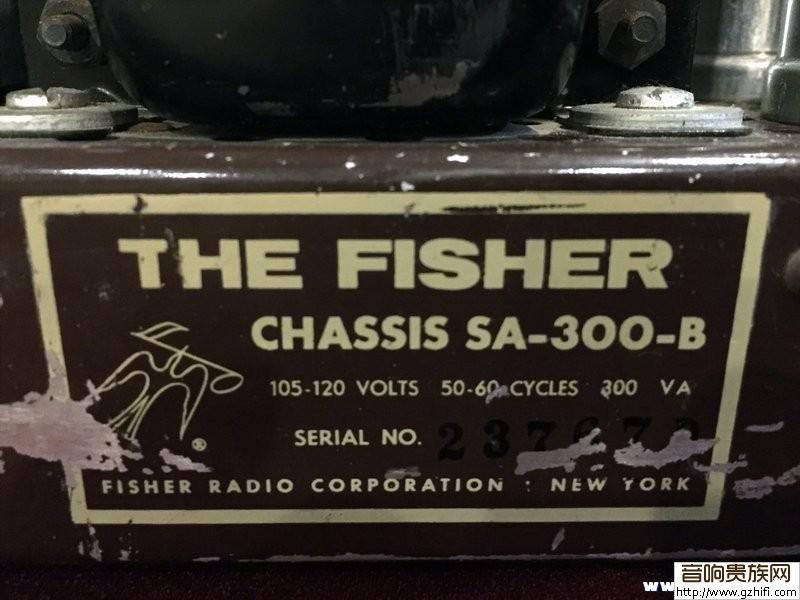 THE FISHER
CHASSIS SA-300-B
105-120 VOLTS 50-60 CYCLES 300 VA
®
SERIAL NO.
FISHER RADIO CORPORATION : NEW YORK
音响贵族网
http://www.gzhifi.com